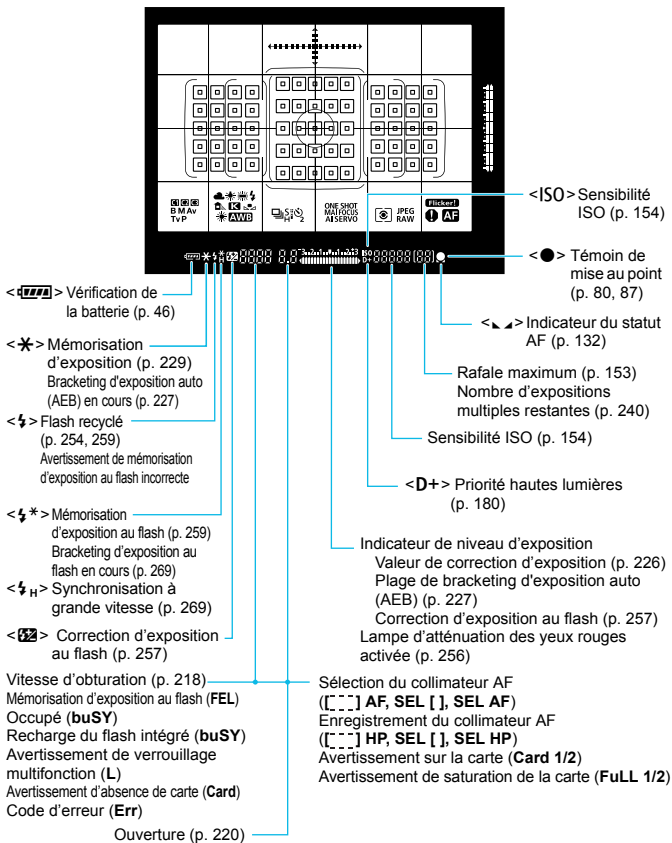 B M Av
Tv P
K
AWB
S
H
2
ONE SHOT
MAI FOCUS
AI SERVO
JPEG
RAW
Flicker!
AF
ISO
D+
<ISO> Sensibilité
ISO (p. 154)
<●> Témoin de
mise au point
(p. 80, 87)
<◣ ◢> Indicateur du statut
AF (p. 132)
Rafale maximum (p. 153)
Nombre d'expositions
multiples restantes (p. 240)
Sensibilité ISO (p. 154)
<D+> Priorité hautes lumières
(p. 180)
Indicateur de niveau d'exposition
Valeur de correction d'exposition (p. 226)
Plage de bracketing d'exposition auto
(AEB) (p. 227)
Correction d'exposition au flash (p. 257)
Lampe d'atténuation des yeux rouges
activée (p. 256)
< > Vérification de
la batterie (p. 46)
<✱> Mémorisation
d'exposition (p. 229)
Bracketing d'exposition auto
(AEB) en cours (p. 227)
<⚡> Flash recyclé
(p. 254, 259)
Avertissement de mémorisation
d'exposition au flash incorrecte
<⚡*> Mémorisation
d'exposition au flash (p. 259)
Bracketing d'exposition au
flash en cours (p. 269)
<⚡H> Synchronisation à
grande vitesse (p. 269)
< > Correction d'exposition
au flash (p. 257)
Vitesse d'obturation (p. 218)
Mémorisation d'exposition au flash (FEL)
Occupé (buSY)
Recharge du flash intégré (buSY)
Avertissement de verrouillage
multifonction (L)
Avertissement d'absence de carte (Card)
Code d'erreur (Err)
Ouverture (p. 220)
Sélection du collimateur AF
([ ] AF, SEL [ ], SEL AF)
Enregistrement du collimateur AF
([ ] HP, SEL [ ], SEL HP)
Avertissement sur la carte (Card 1/2)
Avertissement de saturation de la carte (FuLL 1/2)